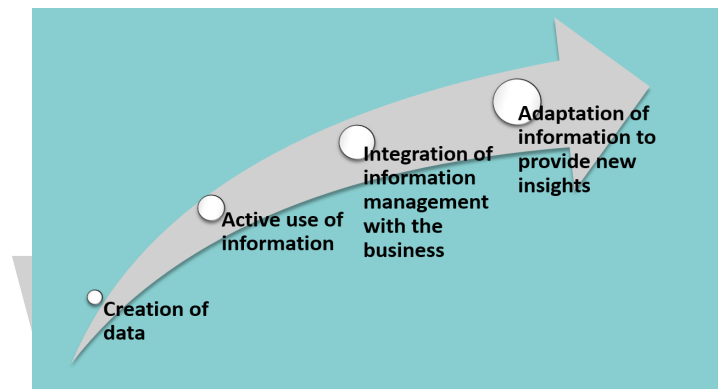 Creation of
data
Active use of
information
Integration of
information
management
with the
business
Adaptation of
information to
provide new
insights